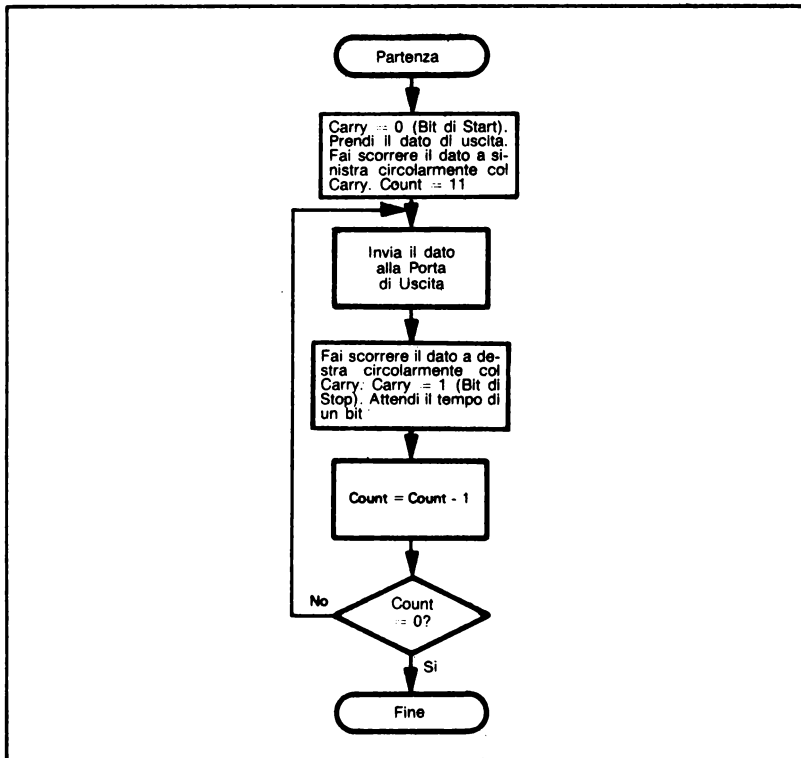 Partenza
Carry = 0 (Bit di Start).
Prendi il dato di uscita.
Fai scorrere il dato a si-
nistra circolarmente col
Carry. Count = 11
Invia il dato
alla Porta
di Uscita
Fai scorrere il dato a de-
stra circolarmente col
Carry. Carry = 1 (Bit di
Stop). Attendi il tempo di
un bit
Count = Count - 1
Count
= 0?
No
Si
Fine